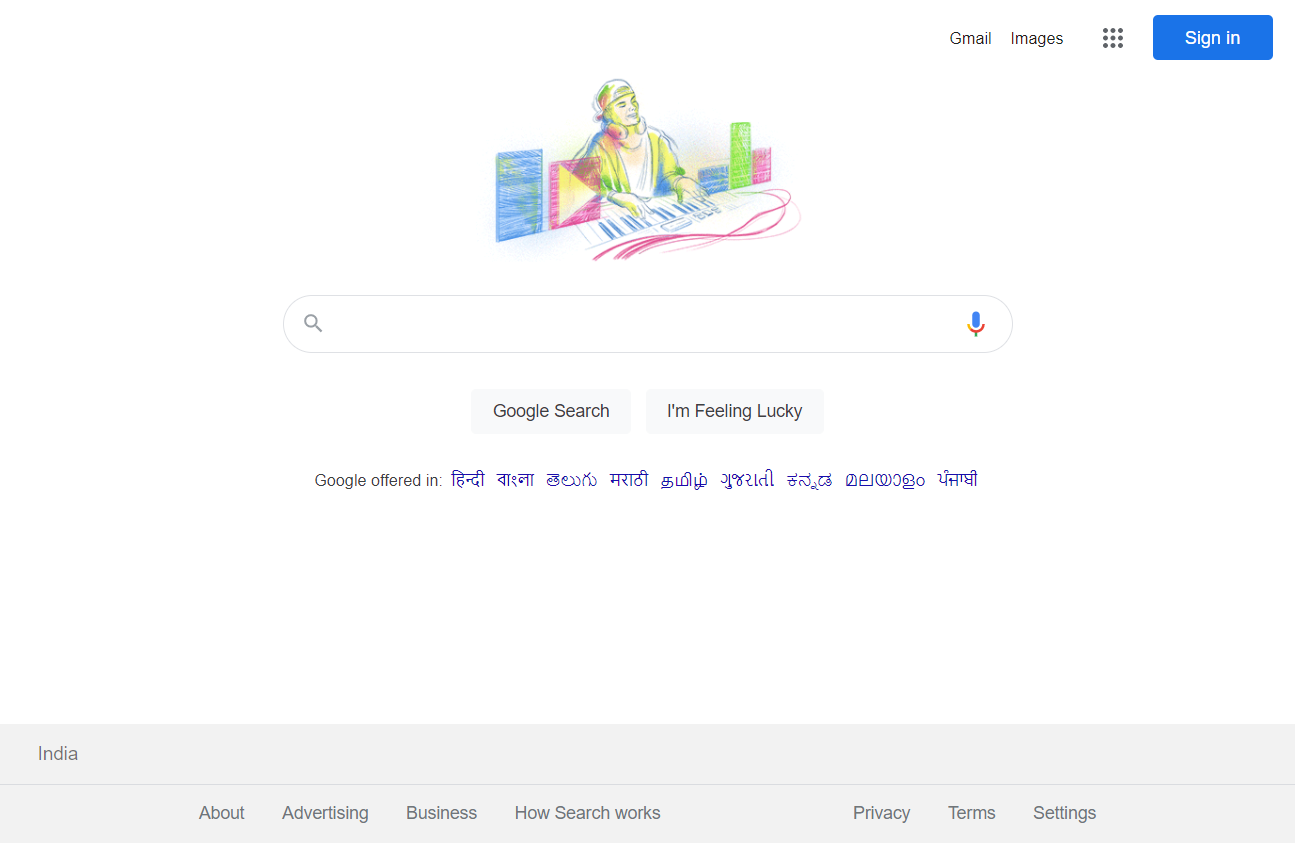 Gmail Images Sign in
Google Search I'm Feeling Lucky
Google offered in: हिन्दी বাংলা తెలుగు मराठी தமிழ் ગુજરાતી ಕನ್ನಡ മലയാളം ਪੰਜਾਬੀ
India
About Advertising Business How Search works Privacy Terms Settings